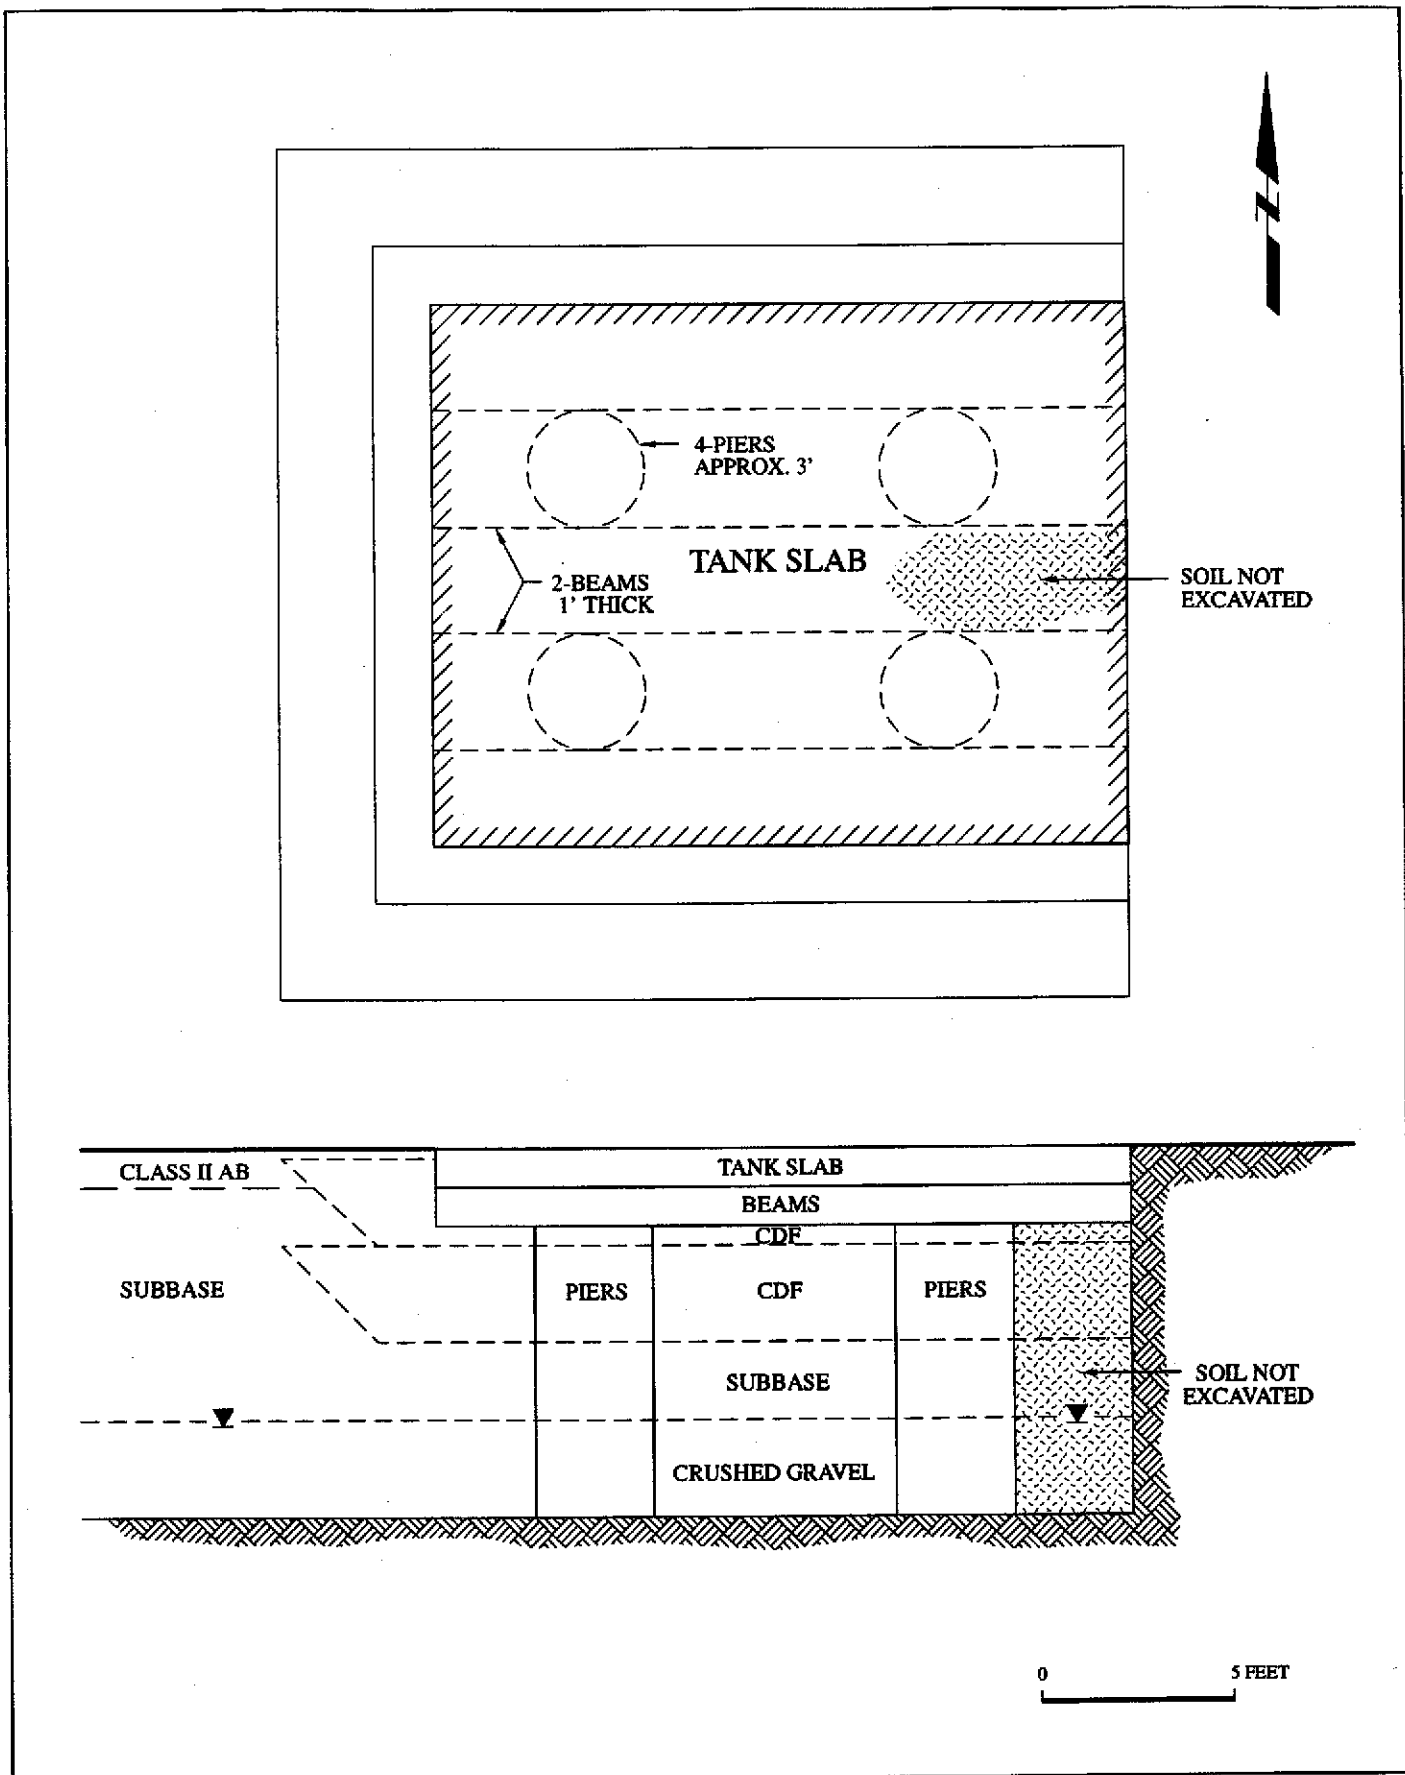 N
4-PIERS
APPROX. 3'
TANK SLAB
2-BEAMS
1' THICK
SOIL NOT
EXCAVATED
CLASS II AB
TANK SLAB
BEAMS
CDF
SUBBASE
PIERS
CDF
PIERS
SUBBASE
SOIL NOT
EXCAVATED
CRUSHED GRAVEL
0 5 FEET